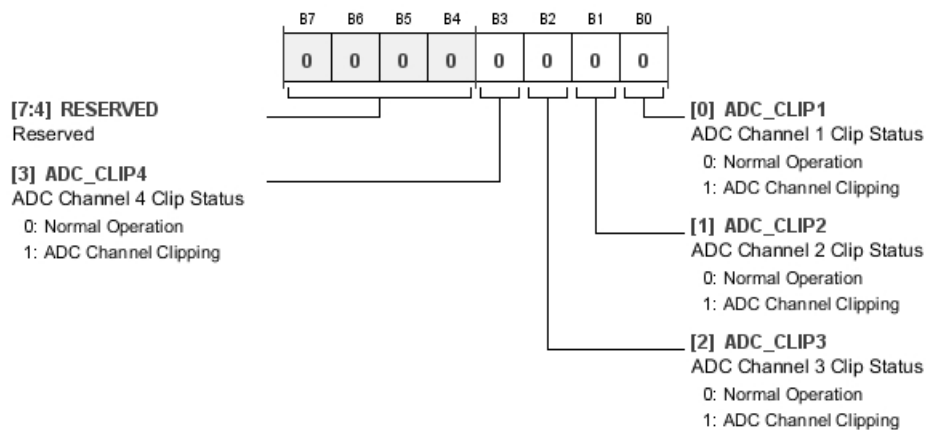 B7 B6 B5 B4 B3 B2 B1 B0
0 0 0 0 0 0 0 0
[7:4] RESERVED
Reserved
[3] ADC_CLIP4
ADC Channel 4 Clip Status
0: Normal Operation
1: ADC Channel Clipping
[0] ADC_CLIP1
ADC Channel 1 Clip Status
0: Normal Operation
1: ADC Channel Clipping
[1] ADC_CLIP2
ADC Channel 2 Clip Status
0: Normal Operation
1: ADC Channel Clipping
[2] ADC_CLIP3
ADC Channel 3 Clip Status
0: Normal Operation
1: ADC Channel Clipping